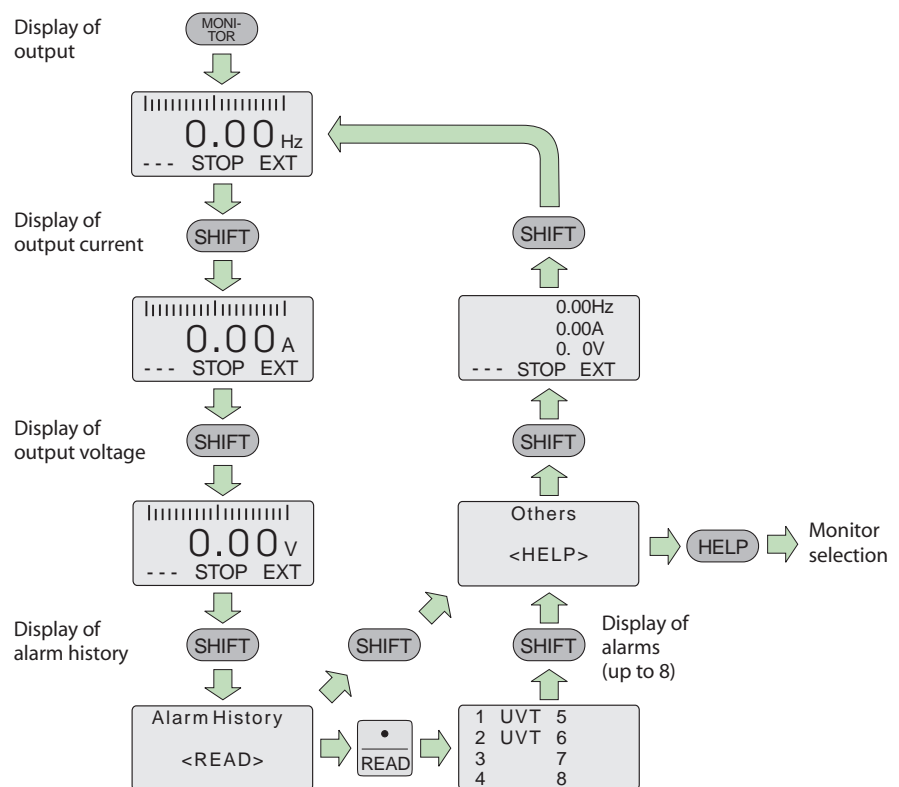 Display of
output
MONI-
TOR
0.00 Hz
--- STOP EXT
Display of
output current
SHIFT
0.00 A
--- STOP EXT
Display of
output voltage
SHIFT
0.00 V
--- STOP EXT
Display of
alarm history
SHIFT
Alarm History
<READ>
•
READ
1 UVT 5
2 UVT 6
3 7
4 8
SHIFT
Display of
alarms
(up to 8)
SHIFT
Others
<HELP>
HELP
Monitor
selection
SHIFT
0.00Hz
0.00A
0. 0V
--- STOP EXT
SHIFT